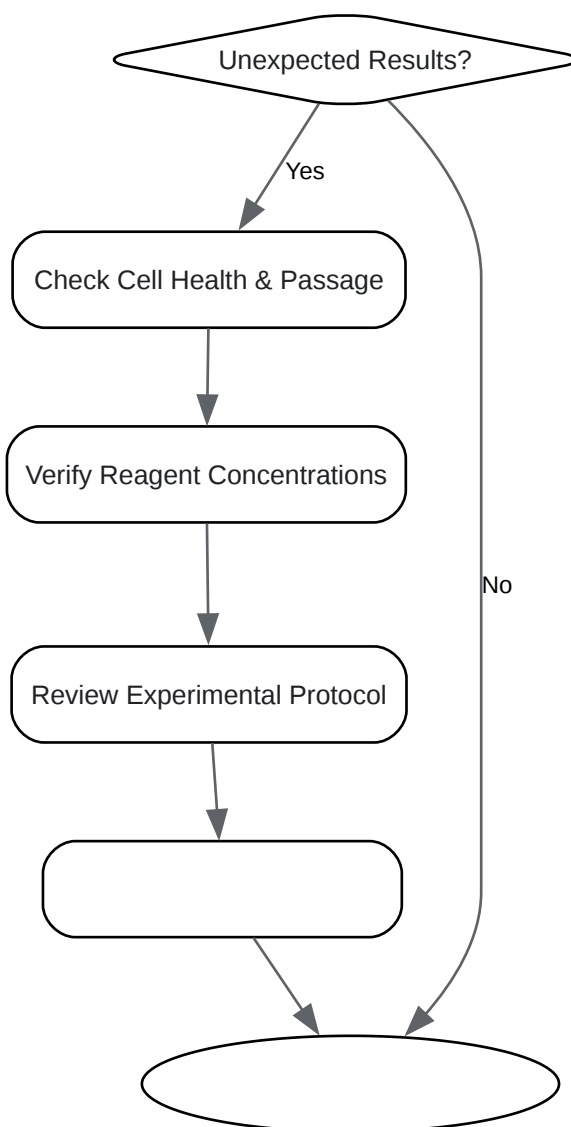 Unexpected Results?
Yes
Check Cell Health & Passage
Verify Reagent Concentrations
No
Review Experimental Protocol